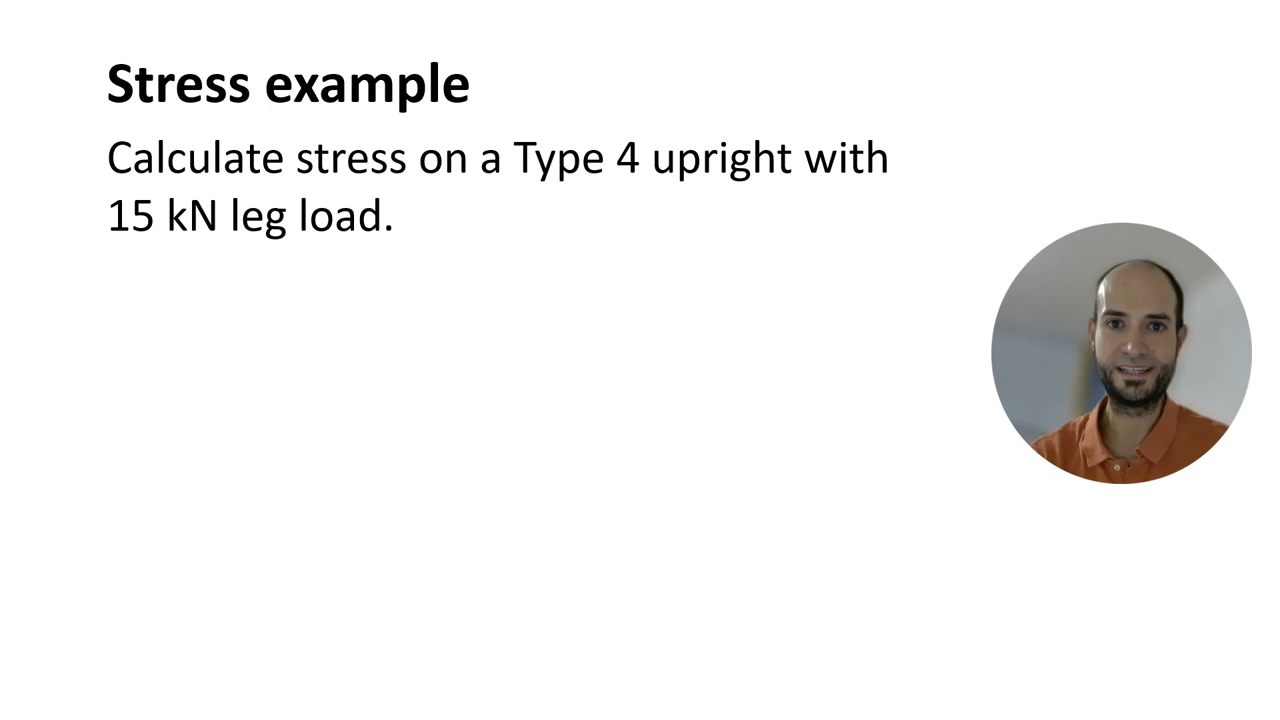 Stress example
Calculate stress on a Type 4 upright with
15 kN leg load.